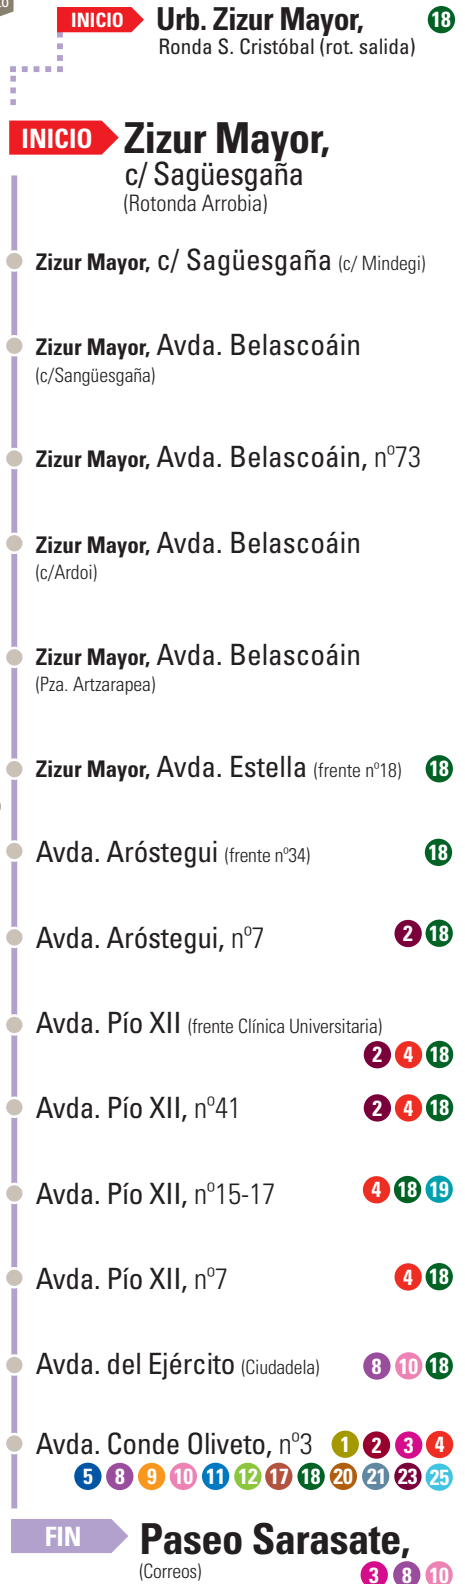 INICIO Urb. Zizur Mayor, 18
Ronda S. Cristóbal (rot. salida)
INICIO Zizur Mayor,
c/ Sagüesgaña
(Rotonda Arrobia)
Zizur Mayor, c/ Sagüesgaña (c/ Mindegi)
Zizur Mayor, Avda. Belascoáin
(c/Sangüesgaña)
Zizur Mayor, Avda. Belascoáin, nº73
Zizur Mayor, Avda. Belascoáin
(c/Ardoi)
Zizur Mayor, Avda. Belascoáin
(Pza. Artzarapea)
Zizur Mayor, Avda. Estella (frente nº18) 18
Avda. Aróstegui (frente nº34) 18
Avda. Aróstegui, nº7 2 18
Avda. Pío XII (frente Clínica Universitaria)
2 4 18
Avda. Pío XII, nº41 2 4 18
Avda. Pío XII, nº15-17 4 18 19
Avda. Pío XII, nº7 4 18
Avda. del Ejército (Ciudadela) 8 10 18
Avda. Conde Oliveto, nº3 1 2 3 4
5 8 9 10 11 12 17 18 20 21 23 25
FIN Paseo Sarasate,
(Correos) 3 8 10